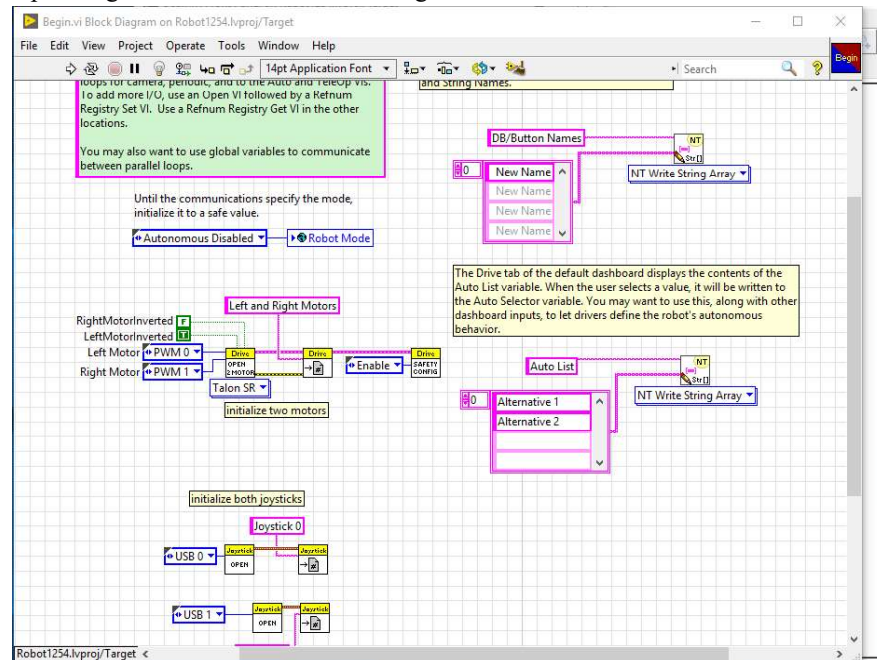 Begin.vi Block Diagram on Robot1254.lvproj/Target
File Edit View Project Operate Tools Window Help
14pt Application Font
Search
Begin
loops for camera, periodic, and to the Auto and TeleOp VIs.
To add more I/O, use an Open VI followed by a Refnum
Registry Set VI. Use a Refnum Registry Get VI in the other
locations.
You may also want to use global variables to communicate
between parallel loops.
and String Names.
DB/Button Names
NT
Str[]
NT Write String Array
0
New Name
New Name
New Name
New Name
Until the communications specify the mode,
initialize it to a safe value.
Autonomous Disabled
Robot Mode
The Drive tab of the default dashboard displays the contents of the
Auto List variable. When the user selects a value, it will be written to
the Auto Selector variable. You may want to use this, along with other
dashboard inputs, to let drivers define the robot's autonomous
behavior.
Left and Right Motors
RightMotorInverted F
LeftMotorInverted T
Left Motor PWM 0
Right Motor PWM 1
Drive
OPEN
2 MOTOR
Drive
Enable
Drive
SAFETY
CONFIG
Talon SR
initialize two motors
Auto List
NT
Str[]
NT Write String Array
0
Alternative 1
Alternative 2
initialize both joysticks
Joystick 0
USB 0
Joystick
OPEN
Joystick
USB 1
Joystick
OPEN
Joystick
Robot1254.lvproj/Target